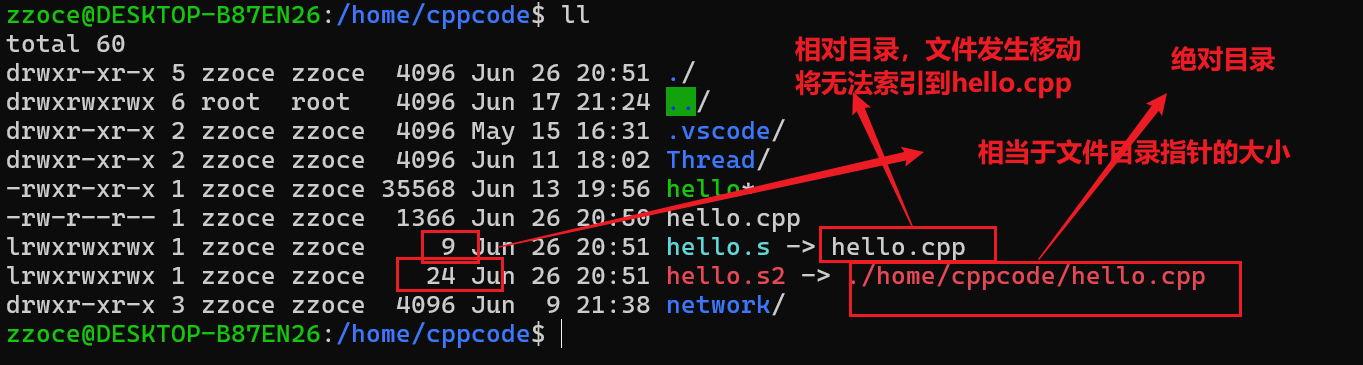 zzoce@DESKTOP-B87EN26:/home/cppcode$ ll
total 60
drwxr-xr-x 5 zzoce zzoce  4096 Jun 26 20:51 ./
drwxrwxrwx 6 root  root   4096 Jun 17 21:24 ../
drwxr-xr-x 2 zzoce zzoce  4096 May 15 16:31 .vscode/
drwxr-xr-x 2 zzoce zzoce  4096 Jun 11 18:02 Thread/
-rwxr-xr-x 1 zzoce zzoce 35568 Jun 13 19:56 hello*
-rw-r--r-- 1 zzoce zzoce  1366 Jun 26 20:50 hello.cpp
lrwxrwxrwx 1 zzoce zzoce     9 Jun 26 20:51 hello.s -> hello.cpp
lrwxrwxrwx 1 zzoce zzoce    24 Jun 26 20:51 hello.s2 -> ./home/cppcode/hello.cpp
drwxr-xr-x 3 zzoce zzoce  4096 Jun  9 21:38 network/
zzoce@DESKTOP-B87EN26:/home/cppcode$
相对目录，文件发生移动
将无法索引到hello.cpp
绝对目录
相当于文件目录指针的大小